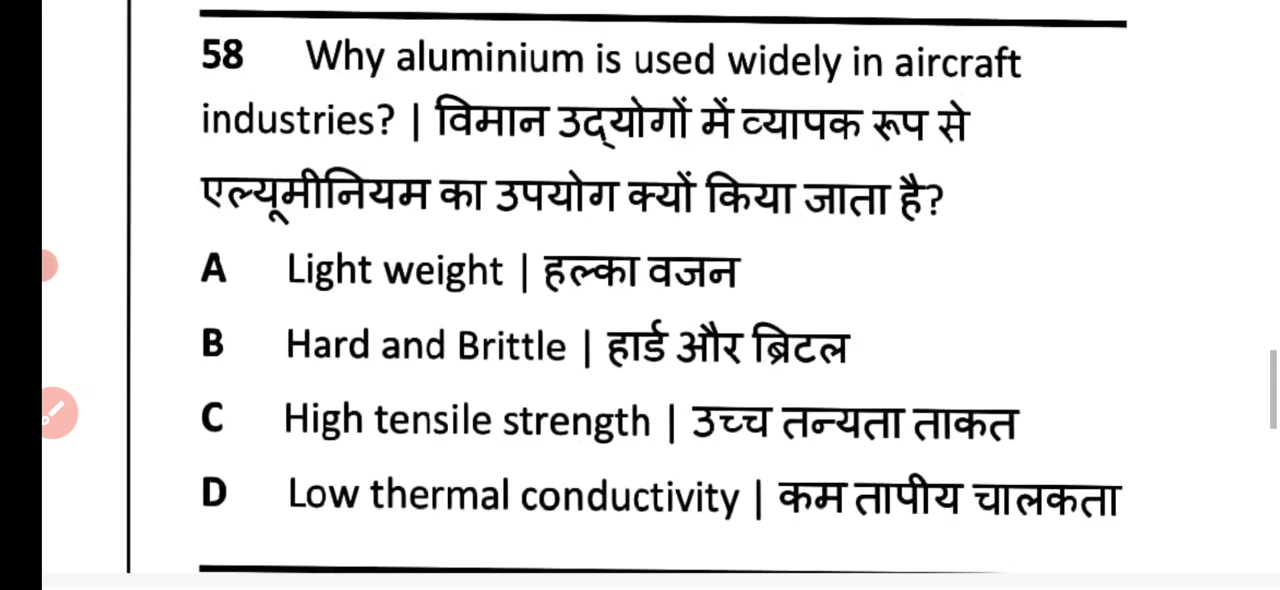 58 Why aluminium is used widely in aircraft
industries? | विमान उद्योगों में व्यापक रूप से
एल्यूमीनियम का उपयोग क्यों किया जाता है?
A Light weight | हल्का वजन
B Hard and Brittle | हार्ड और ब्रिटल
C High tensile strength | उच्च तन्यता ताकत
D Low thermal conductivity | कम तापीय चालकता